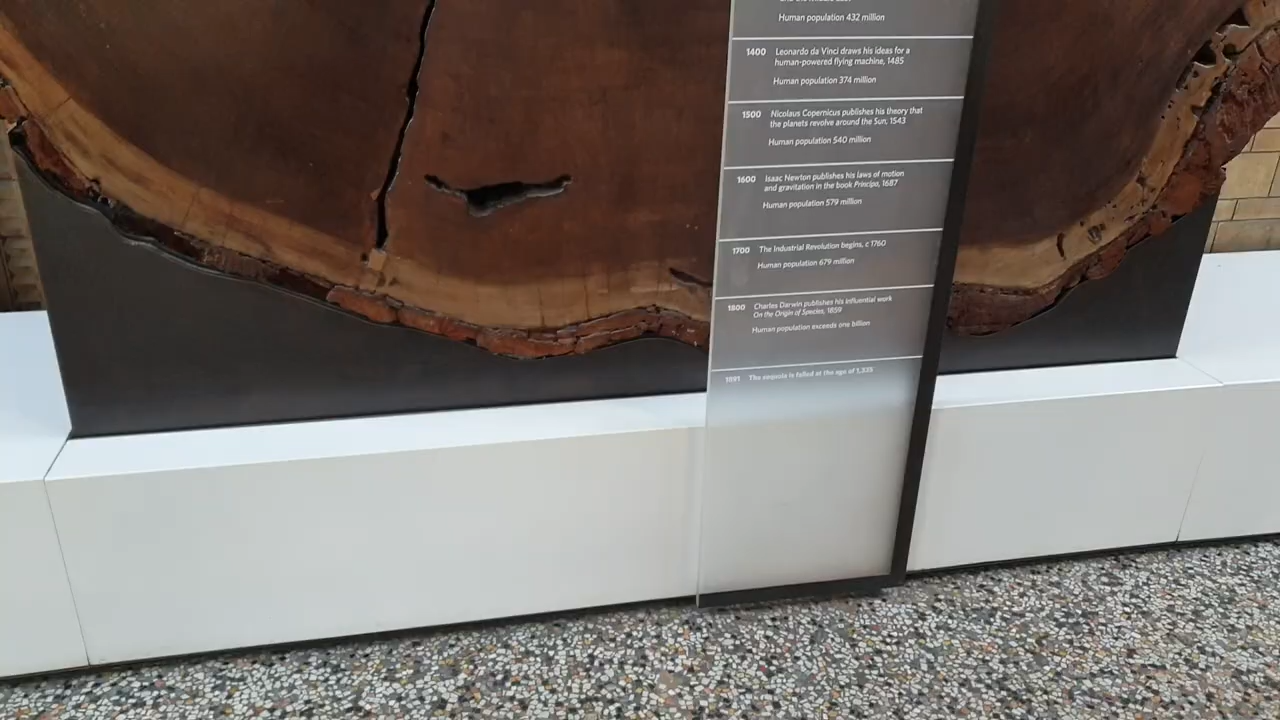 Human population 432 million
1400 Leonardo da Vinci draws his ideas for a
human-powered flying machine, 1485
Human population 374 million
1500 Nicolaus Copernicus publishes his theory that
the planets revolve around the Sun, 1543
Human population 540 million
1600 Isaac Newton publishes his laws of motion
and gravitation in the book Principa, 1687
Human population 579 million
1700 The Industrial Revolution begins, c 1760
Human population 679 million
1800 Charles Darwin publishes his influential work
On the Origin of Species, 1859
Human population exceeds one billion
1891 The sequoia is felled at the age of 1,335